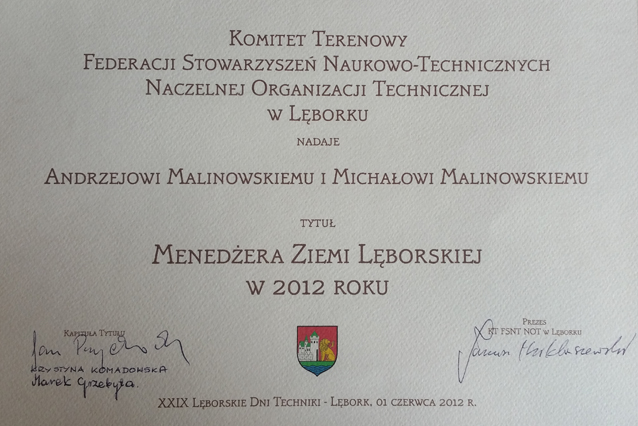 Komitet Terenowy
Federacji Stowarzyszeń Naukowo-Technicznych
Naczelnej Organizacji Technicznej
w Lęborku
nadaje
Andrzejowi Malinowskiemu i Michałowi Malinowskiemu
tytuł
Menedżera Ziemi Lęborskiej
w 2012 roku
Kapituła Tytułu
Jan
Krystyna Komadowska
Marek Grzebyta.
Prezes
KT FSNT NOT w Lęborku
XXIX Lęborskie Dni Techniki - Lębork, 01 czerwca 2012 r.